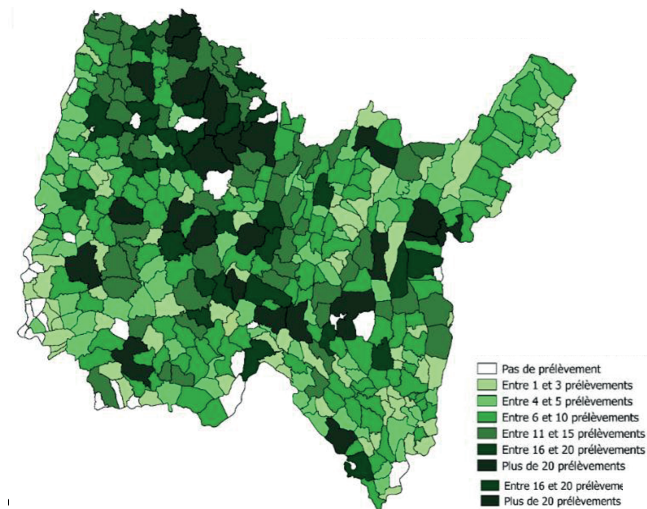 Pas de prélèvement
Entre 1 et 3 prélèvements
Entre 4 et 5 prélèvements
Entre 6 et 10 prélèvements
Entre 11 et 15 prélèvements
Entre 16 et 20 prélèvements
Plus de 20 prélèvements
Entre 16 et 20 prélèveme
Plus de 20 prélèvements